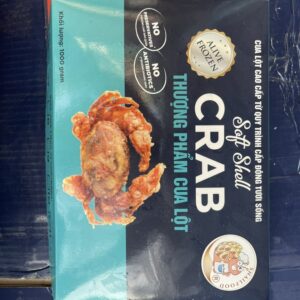 CUA LỘT CAO CẤP TỪ QUY TRÌNH CẤP ĐÔNG TƯƠI SỐNG
Soft Shell
CRAB
THƯỢNG PHẨM CUA LỘT
ALIVE
FROZEN
NO
PRESERVATIVES
NO
ANTIBIOTICS
Khối lượng: 1000 gram